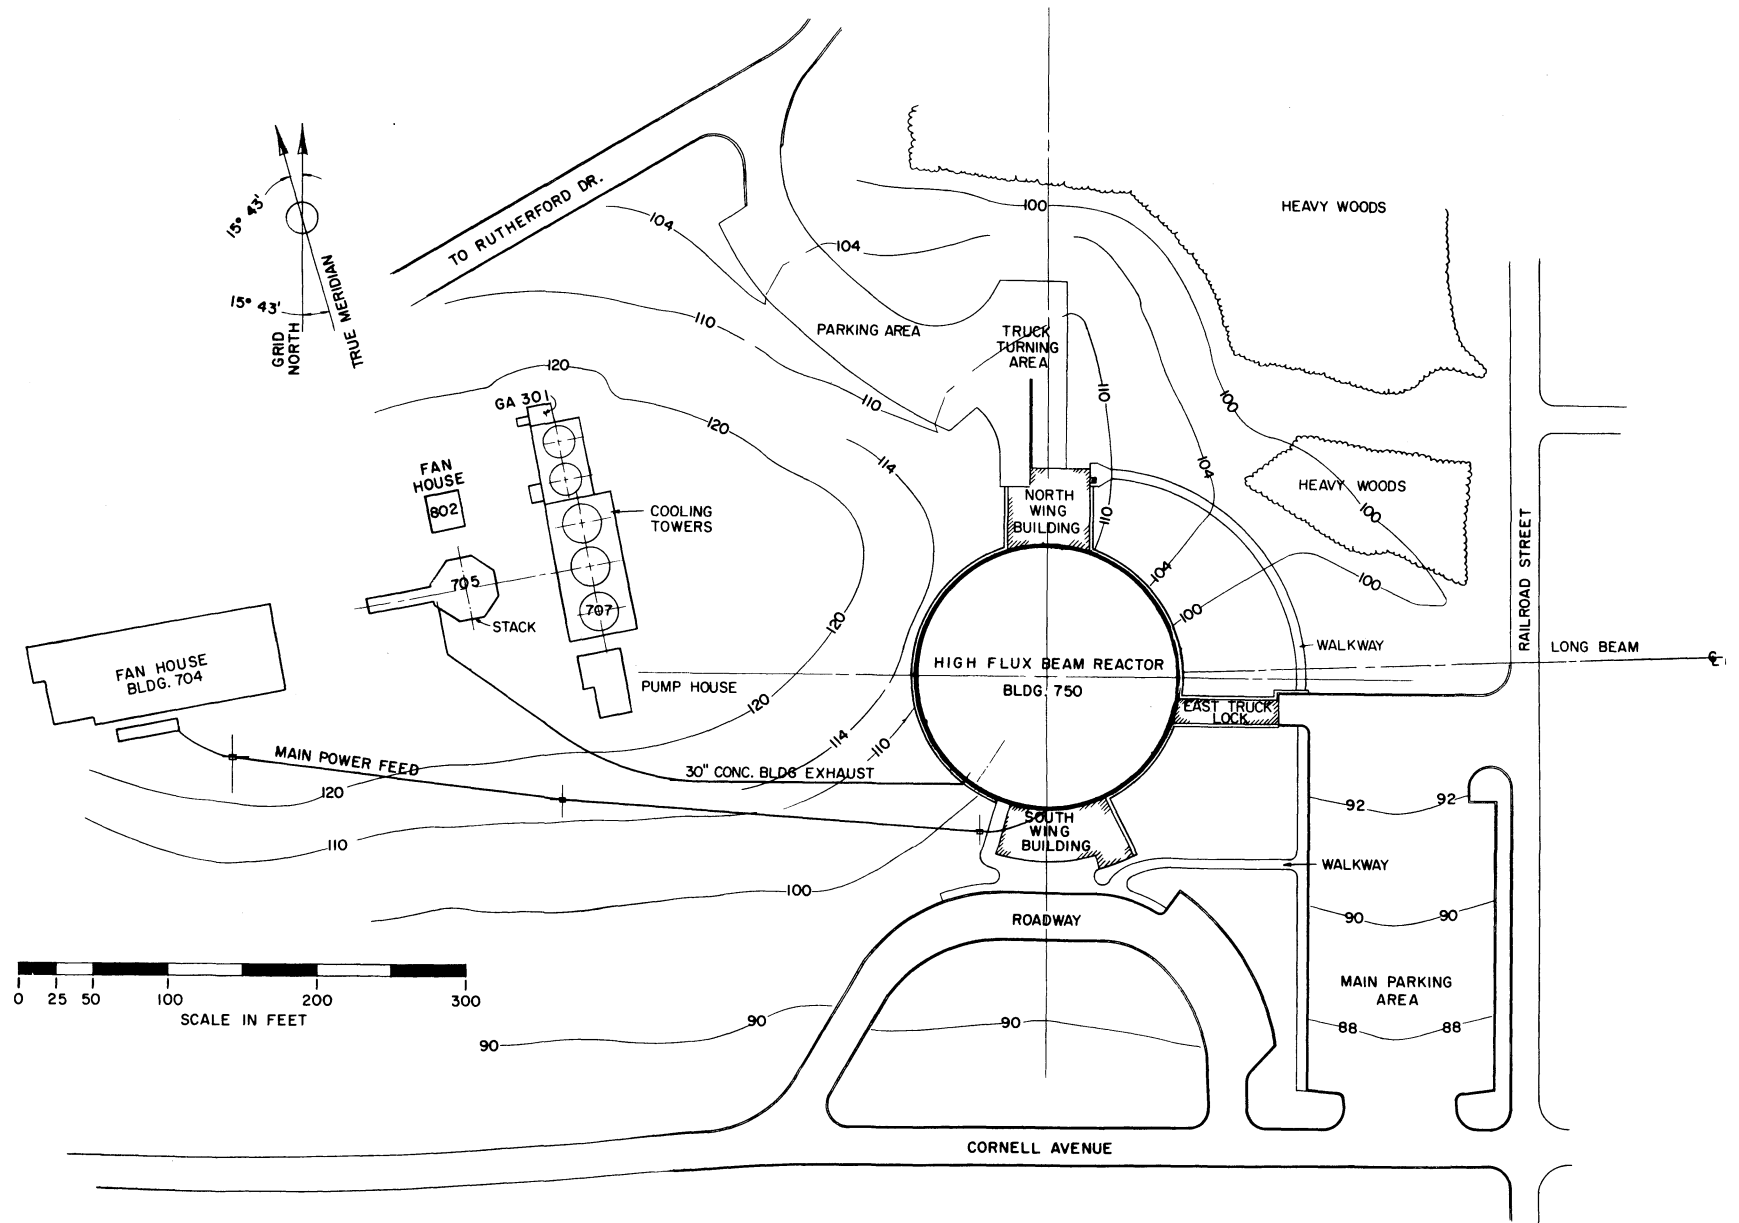 TO RUTHERFORD DR.
HEAVY WOODS
100
104
104
15° 43'
15° 43'
GRID
NORTH
TRUE MERIDIAN
110
PARKING AREA
TRUCK
TURNING
AREA
120
GA 301
110
110
100
120
114
104
FAN
HOUSE
802
COOLING
TOWERS
HEAVY WOODS
100
NORTH
WING
BUILDING
110
RAILROAD STREET
705
STACK
707
104
100
100
120
FAN HOUSE
BLDG. 704
PUMP HOUSE
HIGH FLUX BEAM REACTOR
BLDG. 750
WALKWAY
LONG BEAM
℄
120
EAST TRUCK
LOCK
114
110
MAIN POWER FEED
30" CONC. BLDG EXHAUST
120
92
92
SOUTH
WING
BUILDING
110
WALKWAY
100
ROADWAY
90
90
0 25 50 100 200 300
SCALE IN FEET
MAIN PARKING
AREA
90
90
90
88
88
CORNELL AVENUE